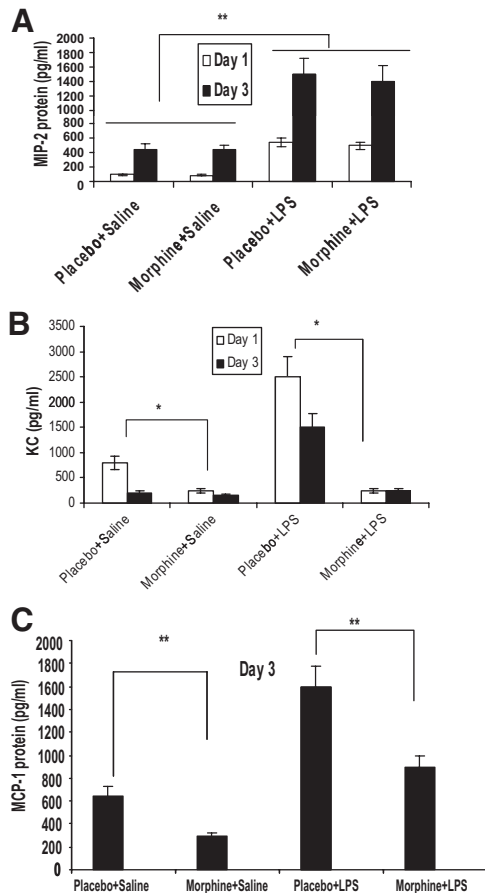 A
**
MIP-2 protein (pg/ml)
2000
1800
1600
1400
1200
1000
800
600
400
200
0
Day 1
Day 3
Placebo+Saline
Morphine+Saline
Placebo+LPS
Morphine+LPS
B
KC (pg/ml)
3500
3000
2500
2000
1500
1000
500
0
Day 1
Day 3
*
*
Placebo+Saline
Morphine+Saline
Placebo+LPS
Morphine+LPS
C
MCP-1 protein (pg/ml)
2000
1800
1600
1400
1200
1000
800
600
400
200
0
**
**
Day 3
Placebo+Saline
Morphine+Saline
Placebo+LPS
Morphine+LPS